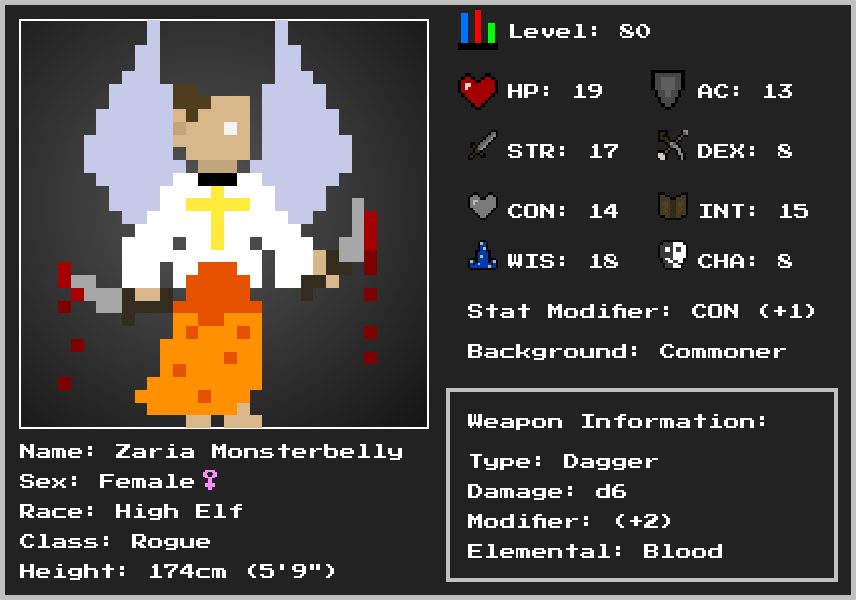 Level: 80
HP: 19 AC: 13
STR: 17 DEX: 8
CON: 14 INT: 15
WIS: 18 CHA: 8
Stat Modifier: CON (+1)
Background: Commoner
Weapon Information:
Type: Dagger
Damage: d6
Modifier: (+2)
Elemental: Blood
Name: Zaria Monsterbelly
Sex: Female♀
Race: High Elf
Class: Rogue
Height: 174cm (5'9")